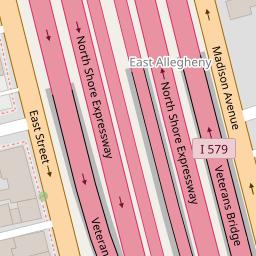 North Shore Expressway
East Allegheny
Madison Avenue
North Shore Expressway
East Street
I 579
Veterans Bridge
Veteran